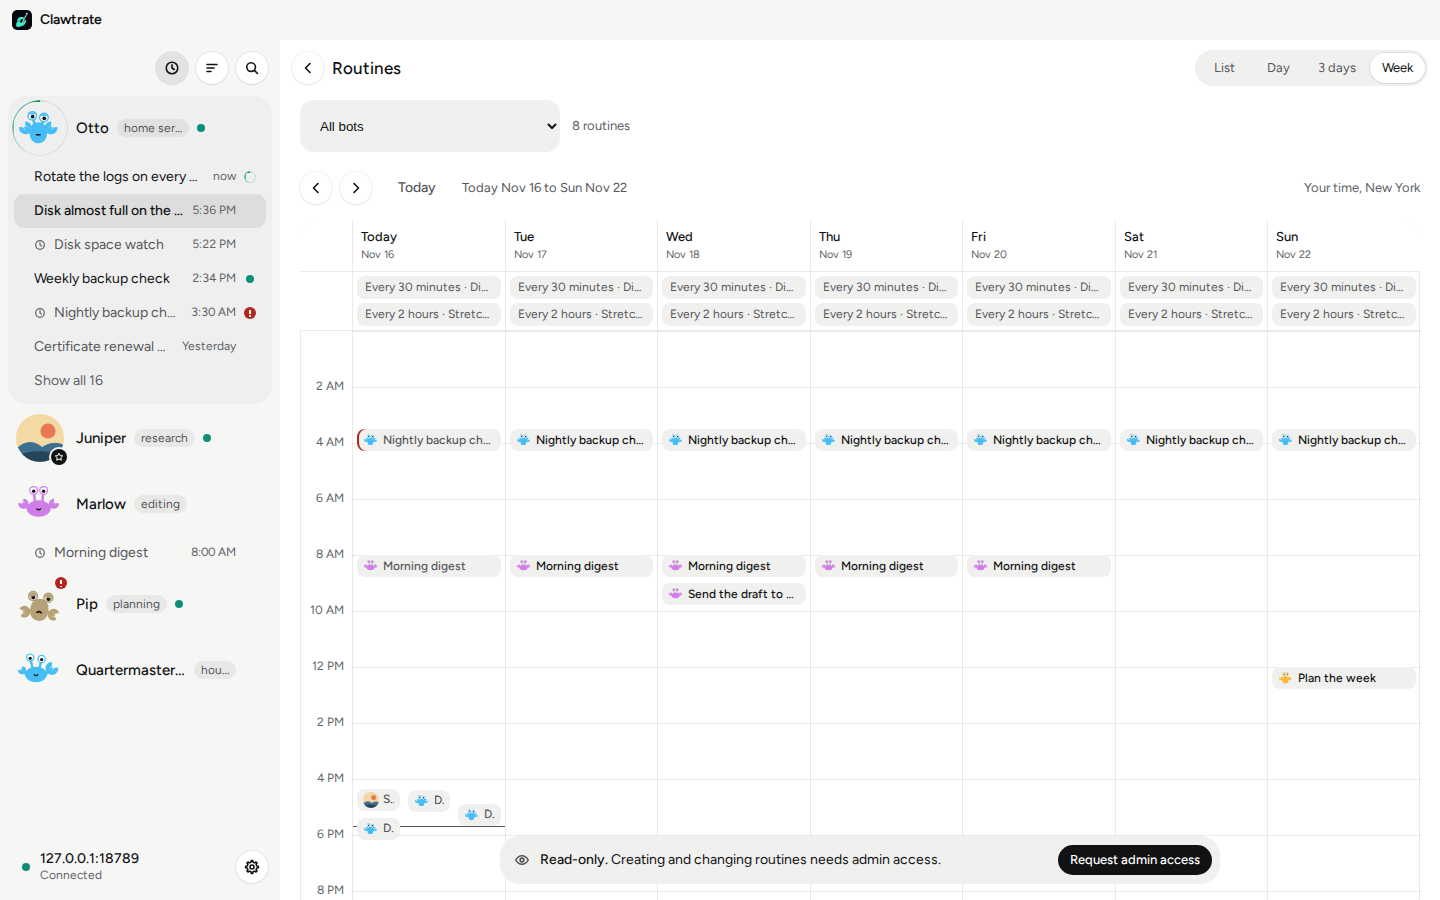 Clawtrate
Otto home ser...
Rotate the logs on every ... now
Disk almost full on the ... 5:36 PM
Disk space watch 5:22 PM
Weekly backup check 2:34 PM
Nightly backup ch... 3:30 AM
Certificate renewal ... Yesterday
Show all 16
Juniper research
Marlow editing
Morning digest 8:00 AM
Pip planning
Quartermaster... hou...
127.0.0.1:18789
Connected
Routines
List Day 3 days Week
All bots 8 routines
Today Today Nov 16 to Sun Nov 22 Your time, New York
Today Tue Wed Thu Fri Sat Sun
Nov 16 Nov 17 Nov 18 Nov 19 Nov 20 Nov 21 Nov 22
Every 30 minutes · Di... Every 30 minutes · Di... Every 30 minutes · Di... Every 30 minutes · Di... Every 30 minutes · Di... Every 30 minutes · Di... Every 30 minutes · Di...
Every 2 hours · Stretc... Every 2 hours · Stretc... Every 2 hours · Stretc... Every 2 hours · Stretc... Every 2 hours · Stretc... Every 2 hours · Stretc... Every 2 hours · Stretc...
2 AM
4 AM Nightly backup ch... Nightly backup ch... Nightly backup ch... Nightly backup ch... Nightly backup ch... Nightly backup ch... Nightly backup ch...
6 AM
8 AM
Morning digest Morning digest Morning digest Morning digest Morning digest
Send the draft to ...
10 AM
12 PM
Plan the week
2 PM
4 PM
S.. D.
D.
D.
6 PM
Read-only. Creating and changing routines needs admin access. Request admin access
8 PM